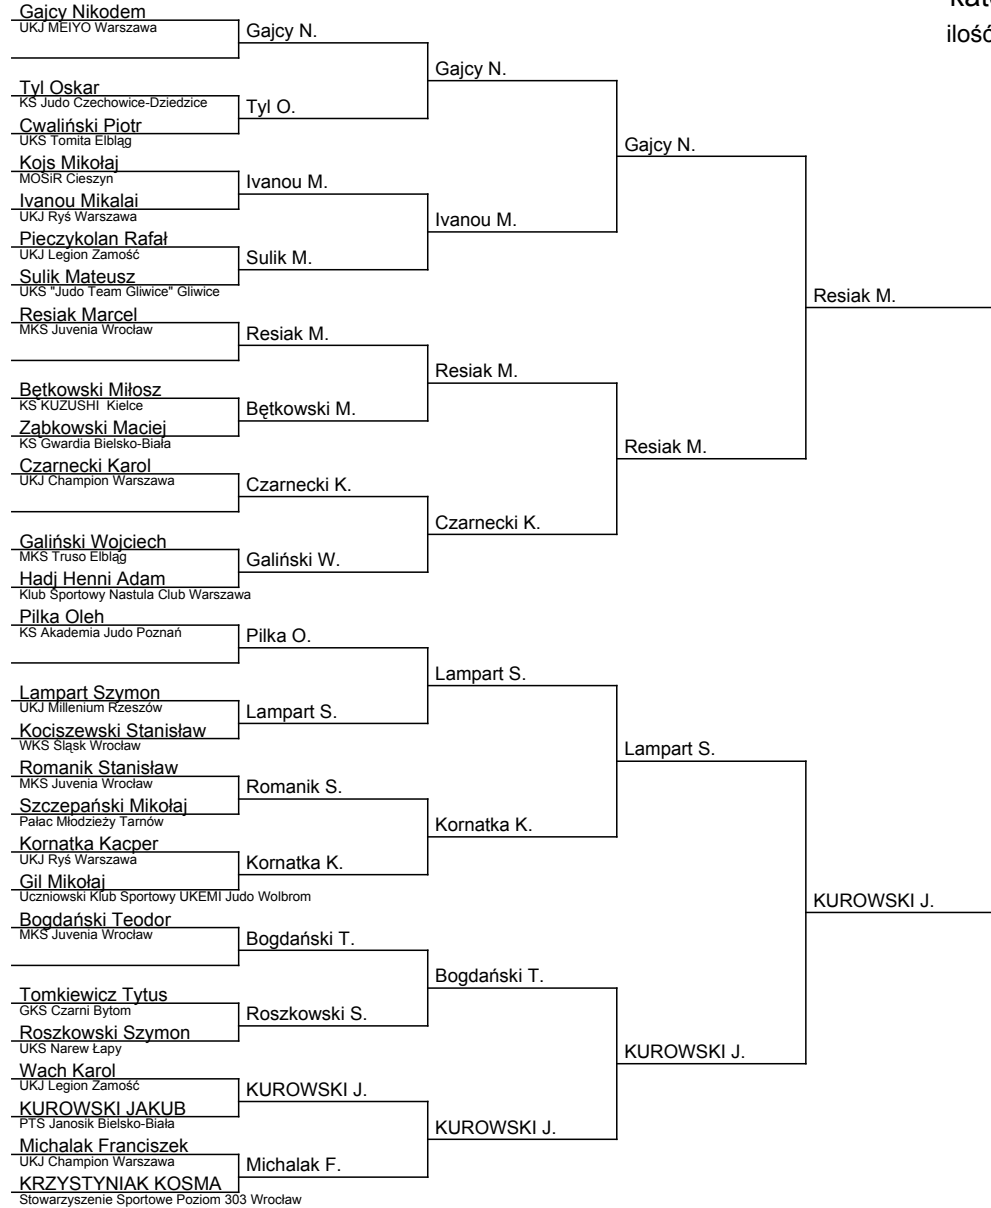 kat
ilość
Gajcy Nikodem
UKJ MEIYO Warszawa
Tyl Oskar
KS Judo Czechowice-Dziedzice
Cwaliński Piotr
UKS Tomita Elbląg
Kojs Mikołaj
MOSiR Cieszyn
Ivanou Mikalai
UKJ Ryś Warszawa
Pieczykolan Rafał
UKJ Legion Zamość
Sulik Mateusz
UKS "Judo Team Gliwice" Gliwice
Resiak Marcel
MKS Juvenia Wrocław
Bętkowski Miłosz
KS KUZUSHI Kielce
Ząbkowski Maciej
KS Gwardia Bielsko-Biała
Czarnecki Karol
UKJ Champion Warszawa
Galiński Wojciech
MKS Truso Elbląg
Hadj Henni Adam
Klub Sportowy Nastula Club Warszawa
Pilka Oleh
KS Akademia Judo Poznań
Lampart Szymon
UKJ Millenium Rzeszów
Kociszewski Stanisław
WKS Śląsk Wrocław
Romanik Stanisław
MKS Juvenia Wrocław
Szczepański Mikołaj
Pałac Młodzieży Tarnów
Kornatka Kacper
UKJ Ryś Warszawa
Gil Mikołaj
Uczniowski Klub Sportowy UKEMI Judo Wolbrom
Bogdański Teodor
MKS Juvenia Wrocław
Tomkiewicz Tytus
GKS Czarni Bytom
Roszkowski Szymon
UKS Narew Łapy
Wach Karol
UKJ Legion Zamość
KUROWSKI JAKUB
PTS Janosik Bielsko-Biała
Michalak Franciszek
UKJ Champion Warszawa
KRZYSTYNIAK KOSMA
Stowarzyszenie Sportowe Poziom 303 Wrocław
Gajcy N.
Tyl O.
Ivanou M.
Sulik M.
Resiak M.
Bętkowski M.
Czarnecki K.
Galiński W.
Pilka O.
Lampart S.
Romanik S.
Kornatka K.
Bogdański T.
Roszkowski S.
KUROWSKI J.
Michalak F.
Gajcy N.
Ivanou M.
Resiak M.
Czarnecki K.
Lampart S.
Kornatka K.
Bogdański T.
KUROWSKI J.
Gajcy N.
Resiak M.
Lampart S.
KUROWSKI J.
Resiak M.
KUROWSKI J.